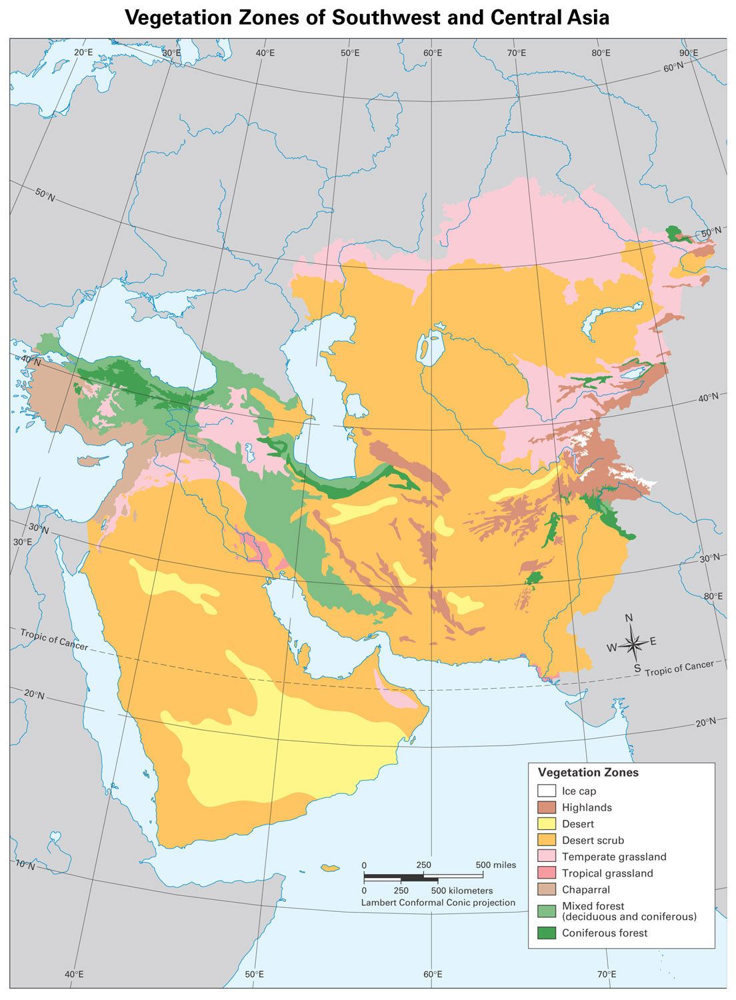 Vegetation Zones of Southwest and Central Asia
20°E
30°E
40°E
50°E
60°E
70°E
80°E
90°E
60°N
50°N
50°N
40°N
40°N
30°N
30°E
30°N
80°E
N
W
E
S
Tropic of Cancer
Tropic of Cancer
20°N
20°N
10°N
Vegetation Zones
Ice cap
Highlands
Desert
Desert scrub
Temperate grassland
Tropical grassland
Chaparral
Mixed forest
(deciduous and coniferous)
Coniferous forest
0 250 500 miles
0 250 500 kilometers
Lambert Conformal Conic projection
40°E
50°E
60°E
70°E